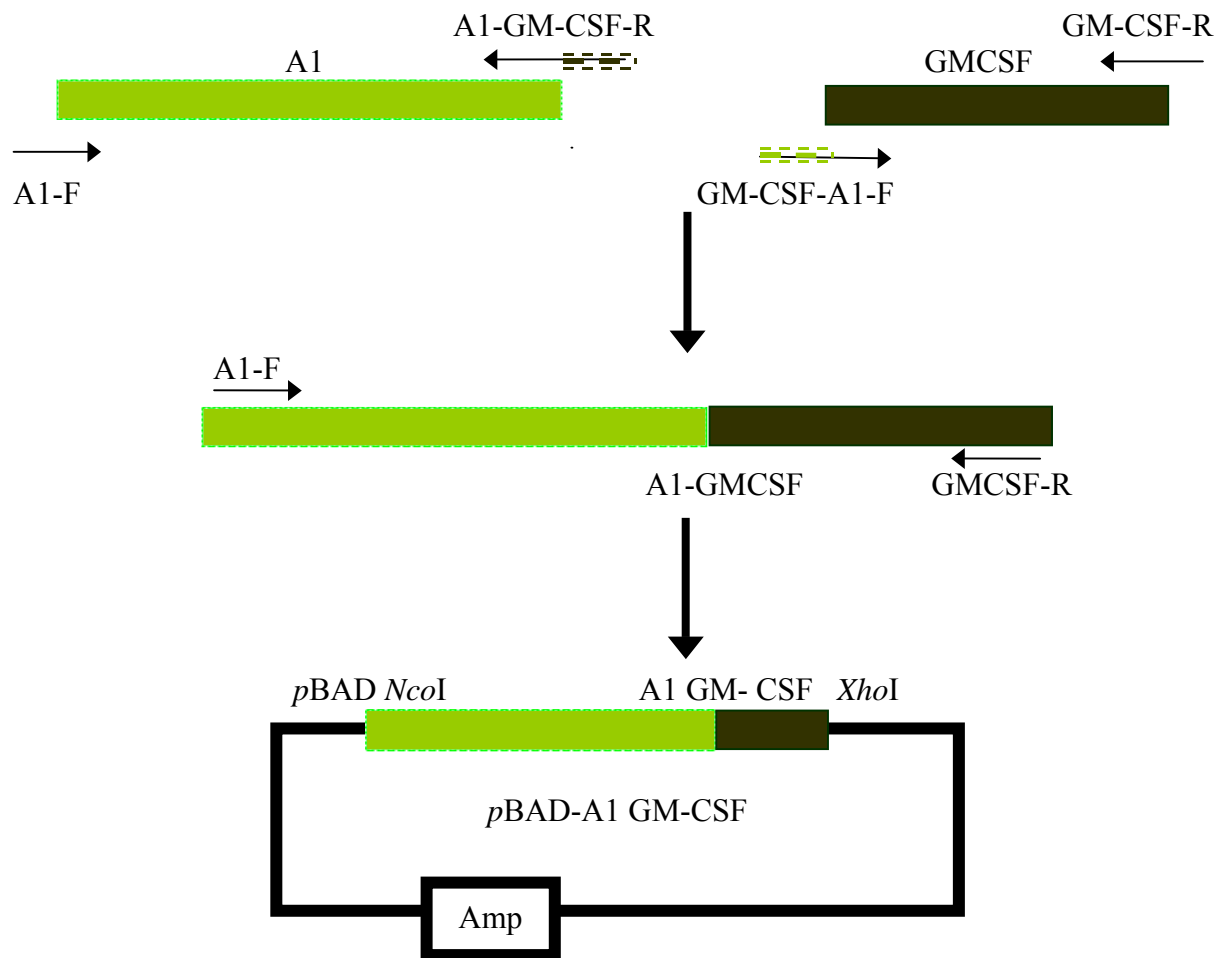 A1-GM-CSF-R
GM-CSF-R
A1
GMCSF
A1-F
GM-CSF-A1-F
A1-F
A1-GMCSF
GMCSF-R
pBAD NcoI
A1 GM- CSF
XhoI
pBAD-A1 GM-CSF
Amp